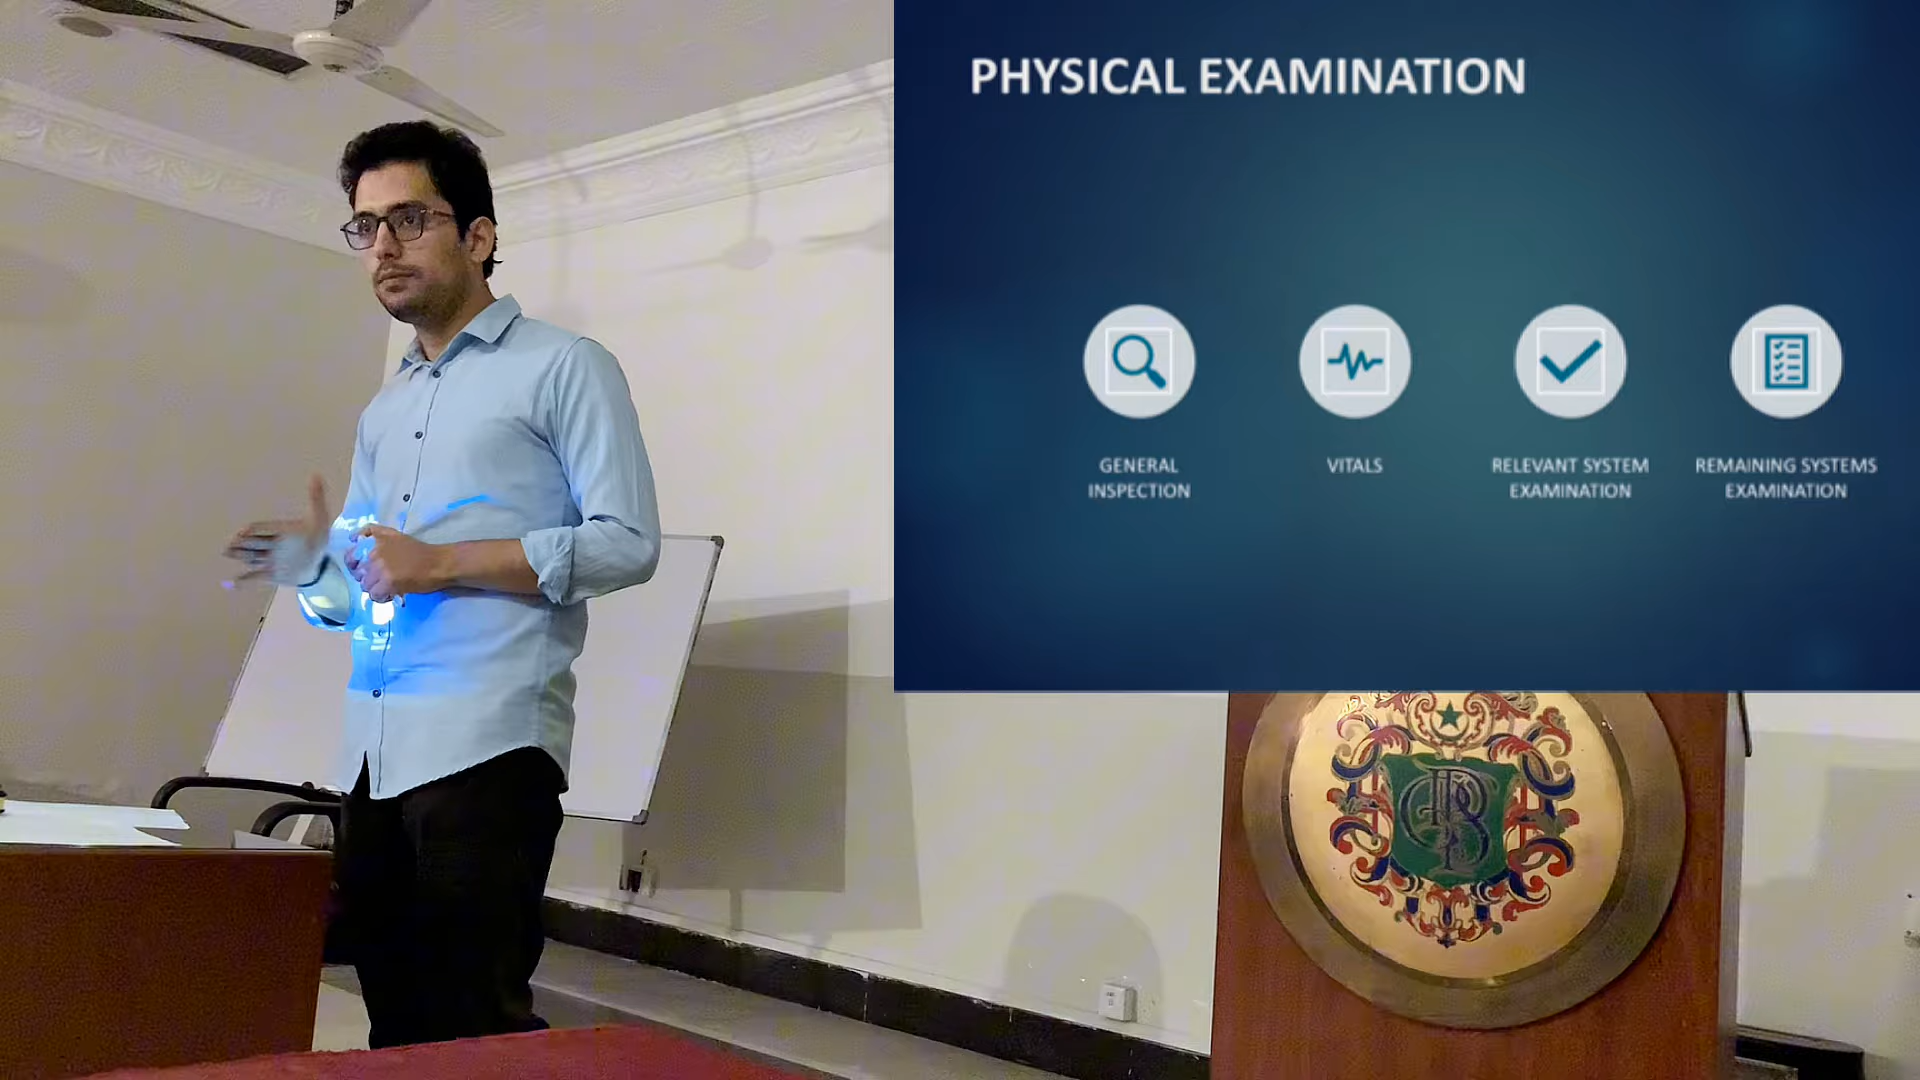 PHYSICAL EXAMINATION
GENERAL
INSPECTION
VITALS
RELEVANT SYSTEM
EXAMINATION
REMAINING SYSTEMS
EXAMINATION